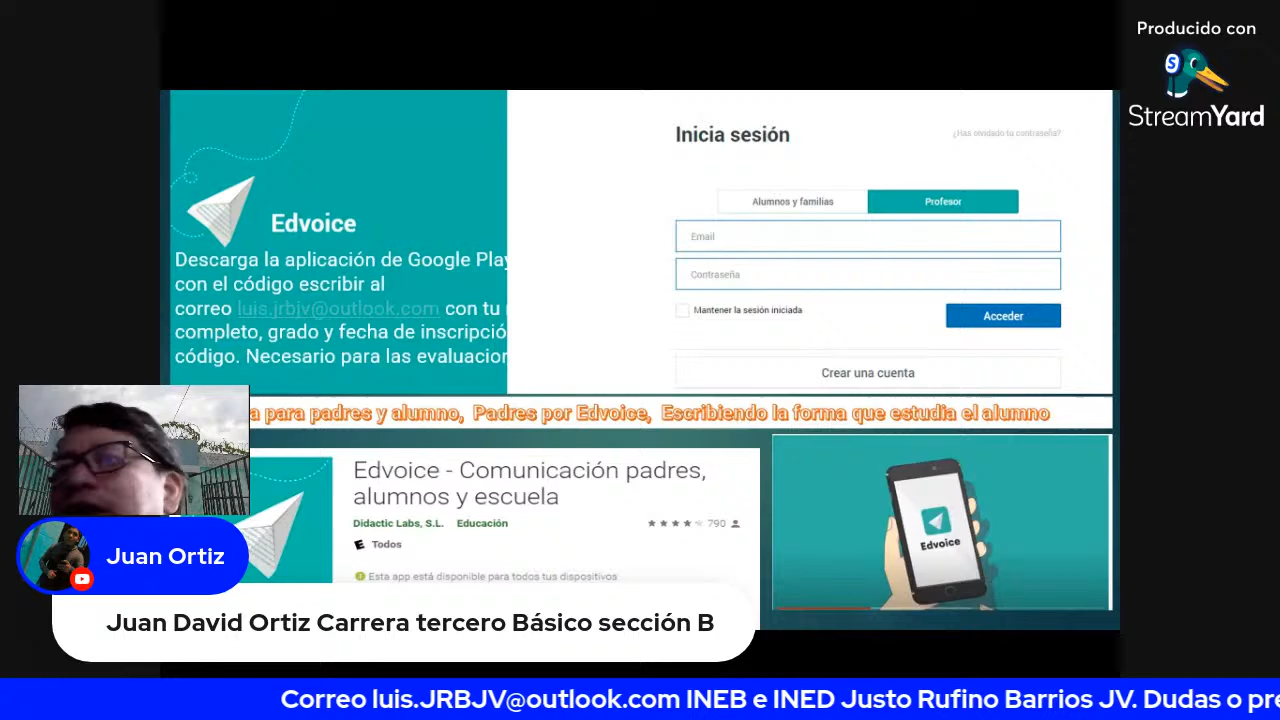 Producido con
StreamYard
Inicia sesión
¿Has olvidado tu contraseña?
Alumnos y familias
Profesor
Email
Contraseña
Mantener la sesión iniciada
Acceder
Crear una cuenta
Edvoice
Descarga la aplicación de Google Play
con el código escribir al
correo luis.jrbjv@outlook.com con tu
completo, grado y fecha de inscripció
código. Necesario para las evaluacion
a para padres y alumno, Padres por Edvoice, Escribiendo la forma que estudia el alumno
Edvoice - Comunicación padres,
alumnos y escuela
Didactic Labs, S.L. Educación
790
E Todos
Esta app está disponible para todos tus dispositivos
Edvoice
Juan Ortiz
Juan David Ortiz Carrera tercero Básico sección B
Correo luis.JRBJV@outlook.com INEB e INED Justo Rufino Barrios JV. Dudas o pre